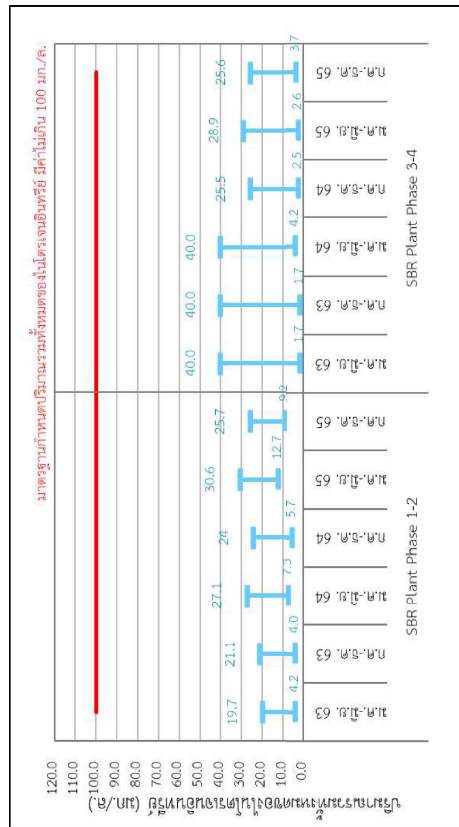 มาตรฐานกำหนดปริมาณรวมทั้งหมดของไนโตรเจนอินทรีย์ มีค่าไม่เกิน 100 มก./ล.
ปริมาณรวมทั้งหมดของไนโตรเจนอินทรีย์ (มก./ล.)
120.0
110.0
100.0
90.0
80.0
70.0
60.0
50.0
40.0
30.0
20.0
10.0
0.0
19.7 21.1 27.1 24 30.6 25.7 40.0 40.0 40.0 25.5 28.9 25.6
4.2 4.0 7.3 5.7 12.7 9.2 1.7 1.7 4.2 2.5 2.6 3.7
ม.ค.-มิ.ย. 63 ก.ค.-ธ.ค. 63 ม.ค.-มิ.ย. 64 ก.ค.-ธ.ค. 64 ม.ค.-มิ.ย. 65 ก.ค.-ธ.ค. 65 ม.ค.-มิ.ย. 63 ก.ค.-ธ.ค. 63 ม.ค.-มิ.ย. 64 ก.ค.-ธ.ค. 64 ม.ค.-มิ.ย. 65 ก.ค.-ธ.ค. 65
SBR Plant Phase 1-2 SBR Plant Phase 3-4